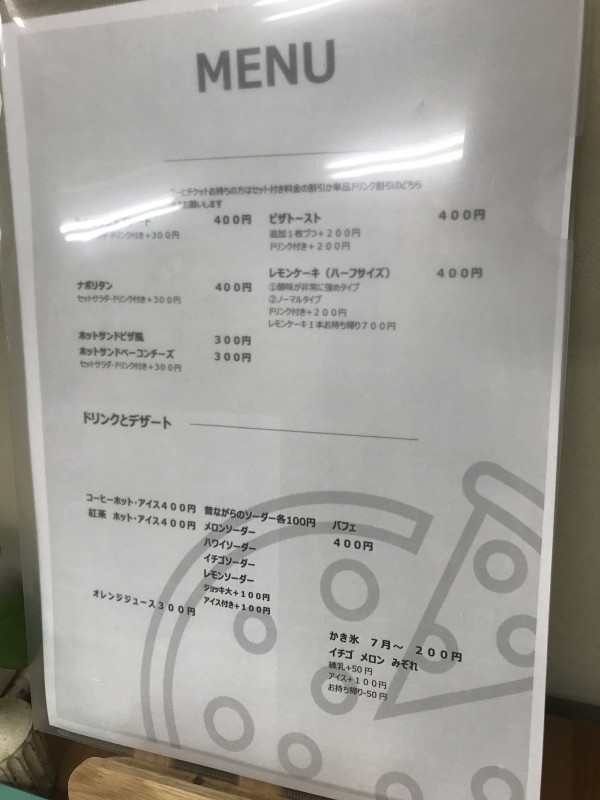 MENU
コーヒチケットお持ちの方はセット付き料金の割引か単品ドリンク割引のどちら
お願いします
400円
ドリンク付き+300円
ナポリタン 400円
セットサラダ・ドリンク付き+300円
ホットサンドピザ風 300円
ホットサンドベーコンチーズ 300円
セットサラダ・ドリンク付き+300円
ピザトースト 400円
追加1枚づつ+200円
ドリンク付き+200円
レモンケーキ（ハーフサイズ） 400円
①酸味が非常に強めタイプ
②ノーマルタイプ
ドリンク付き+200円
レモンケーキ1本お持ち帰り700円
ドリンクとデザート
コーヒーホット・アイス400円
紅茶 ホット・アイス400円
オレンジジュース300円
昔ながらのソーダー各100円
メロンソーダー
ハワイソーダー
イチゴソーダー
レモンソーダー
ジョッキ大+100円
アイス付き+100円
パフェ
400円
かき氷 7月～ 200円
イチゴ メロン みぞれ
練乳+50円
アイス+100円
お持ち帰り-50円